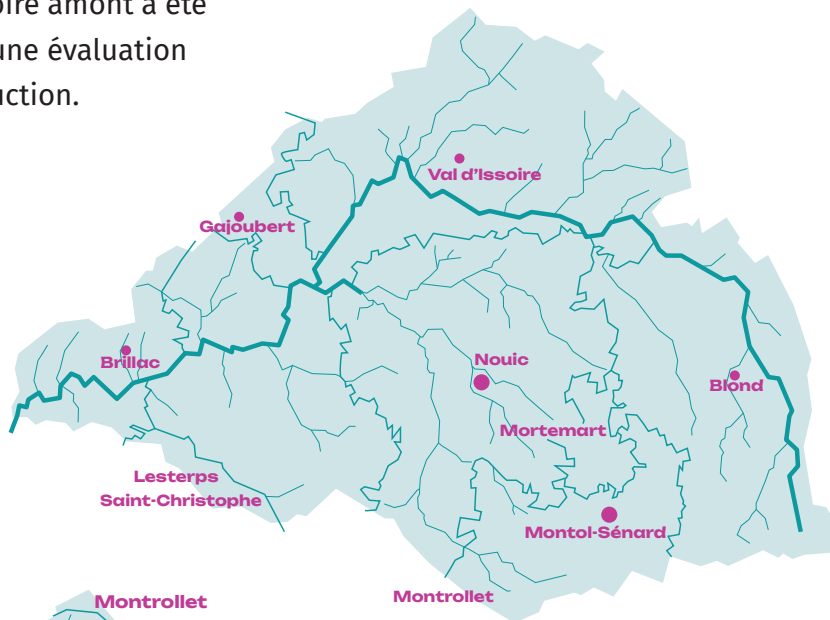 oire amont a été
une évaluation
uction.
Val d’Issoire
Gajoubert
Brillac
Nouic
Blond
Mortemart
Lesterps
Saint-Christophe
Montol-Sénard
Montrollet
Montrollet